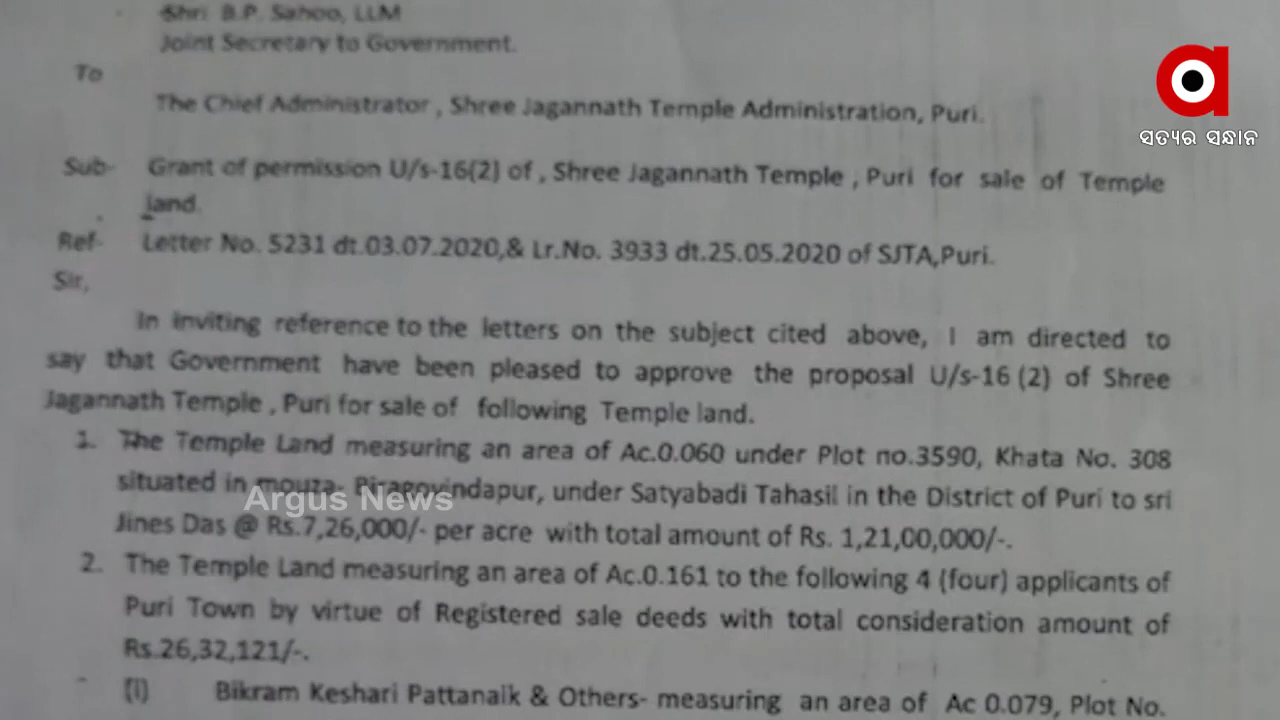 Shri B.P. Sahoo, LLM
Joint Secretary to Government.
To
The Chief Administrator , Shree Jagannath Temple Administration, Puri.
Sub- Grant of permission U/s-16(2) of , Shree Jagannath Temple , Puri for sale of Temple
land.
Ref- Letter No. 5231 dt.03.07.2020,& Lr.No. 3933 dt.25.05.2020 of SJTA,Puri.
Sir,
In inviting reference to the letters on the subject cited above, I am directed to
say that Government have been pleased to approve the proposal U/s-16 (2) of Shree
Jagannath Temple , Puri for sale of following Temple land.
1. The Temple Land measuring an area of Ac.0.060 under Plot no.3590, Khata No. 308
situated in mouza- Biragovindapur, under Satyabadi Tahasil in the District of Puri to sri
Jines Das @ Rs.7,26,000/- per acre with total amount of Rs. 1,21,00,000/-.
2. The Temple Land measuring an area of Ac.0.161 to the following 4 (four) applicants of
Puri Town by virtue of Registered sale deeds with total consideration amount of
Rs.26,32,121/-.
(i) Bikram Keshari Pattanaik & Others- measuring an area of Ac 0.079, Plot No.
Argus News
a
ସତ୍ୟର ସନ୍ଧାନ